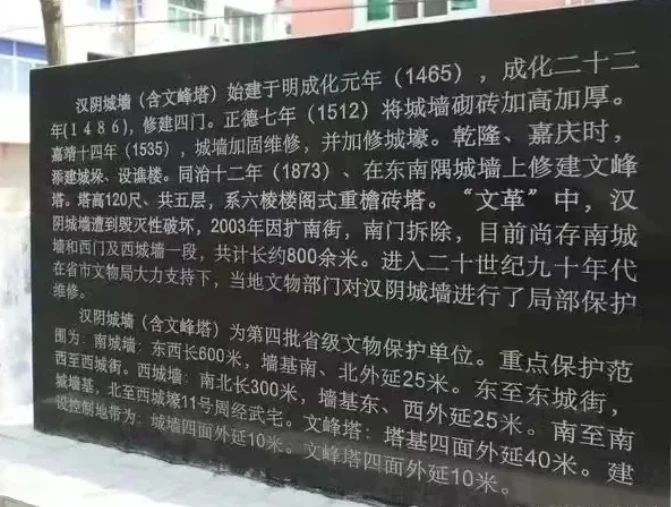 汉阴城墙（含文峰塔）始建于明成化元年（1465），成化二十二
年(1486)，修建四门。正德七年（1512）将城墙砌砖加高加厚。
嘉靖十四年（1535），城墙加固维修，并加修城壕。乾隆、嘉庆时，
添建城垛、设谯楼。同治十二年（1873）、在东南隅城墙上修建文峰
塔。塔高120尺、共五层，系六棱楼阁式重檐砖塔。“文革”中，汉
阴城墙遭到毁灭性破坏，2003年因扩南街，南门拆除，目前尚存南城
墙和西门及西城墙一段，共计长约800余米。进入二十世纪九十年代
在省市文物局大力支持下，当地文物部门对汉阴城墙进行了局部保护
维修。
汉阴城墙（含文峰塔）为第四批省级文物保护单位。重点保护范
围为：南城墙：东西长600米，墙基南、北外延25米。东至东城街，
西至西城街。西城墙：南北长300米，墙基东、西外延25米。南至南
城墙基，北至西城壕11号周经武宅。文峰塔：塔基四面外延40米。建
设控制地带为：城墙四面外延10米。文峰塔四面外延10米。